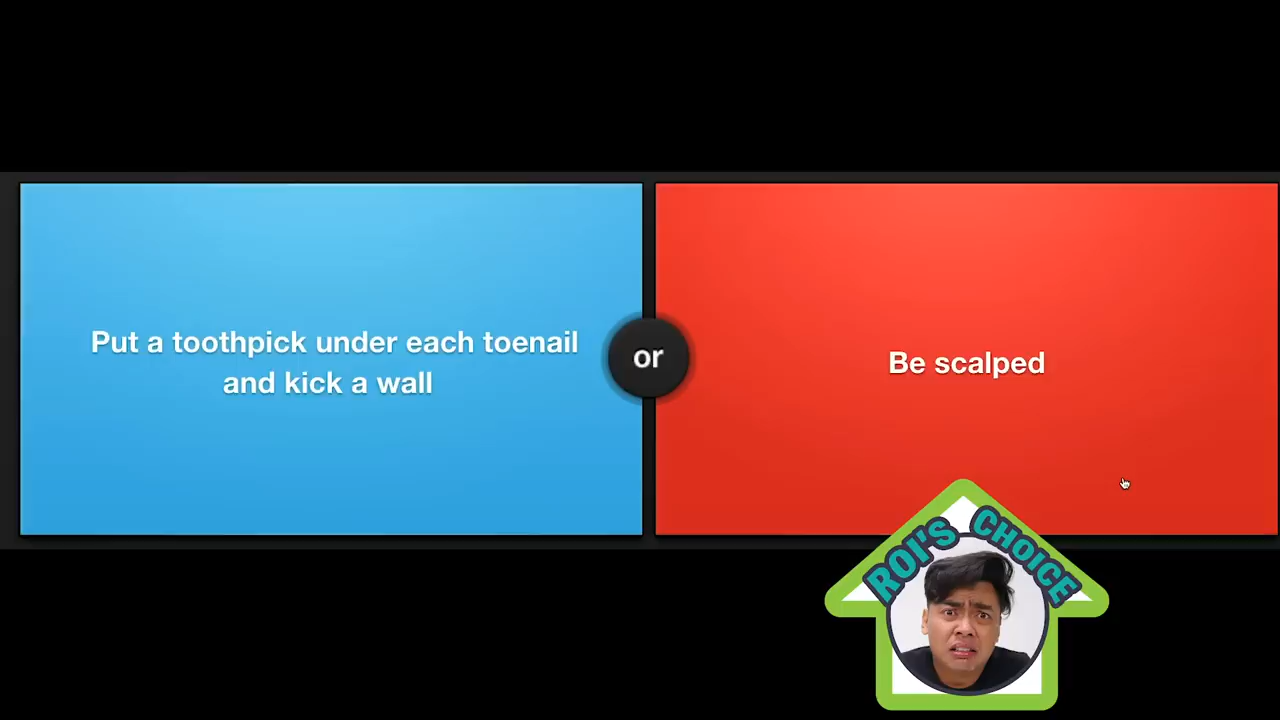 Put a toothpick under each toenail
and kick a wall
or
Be scalped
ROI'S CHOICE